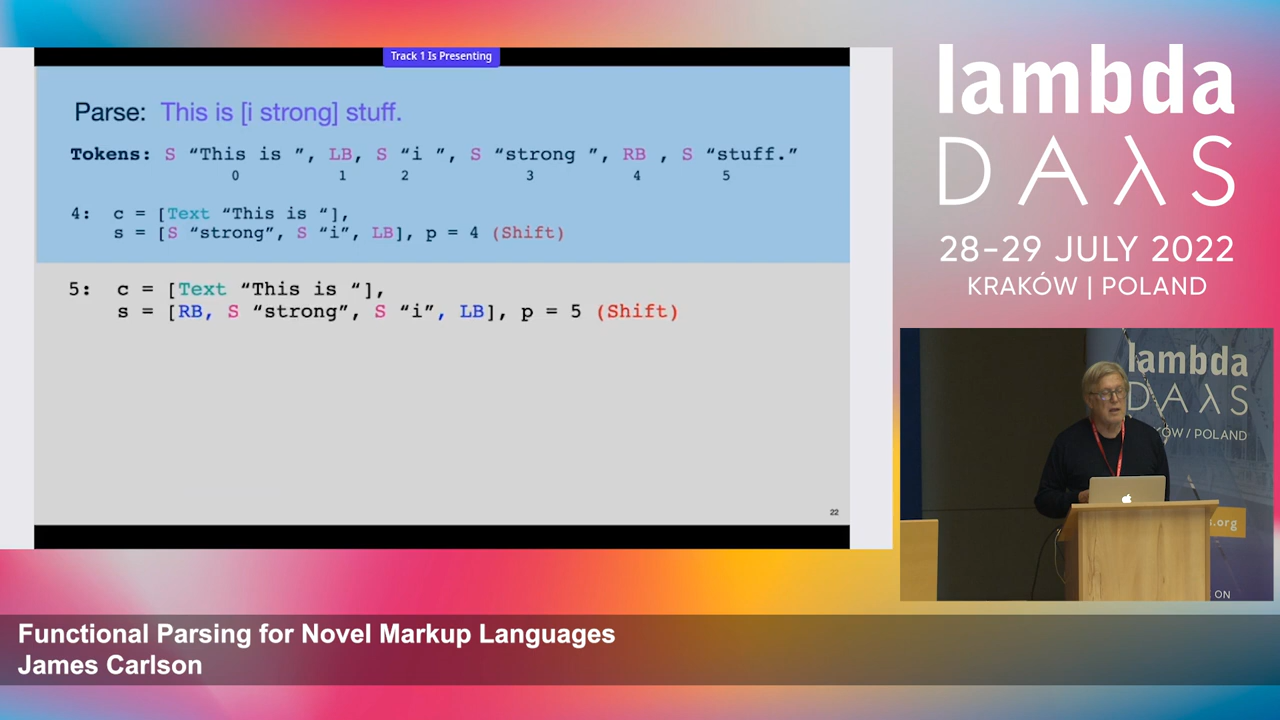 Track 1 Is Presenting
Parse: This is [i strong] stuff.
Tokens: S “This is ”, LB, S “i ”, S “strong ”, RB , S “stuff.”
0 1 2 3 4 5
4: c = [Text “This is “],
s = [S “strong”, S “i”, LB], p = 4 (Shift)
5: c = [Text “This is “],
s = [RB, S “strong”, S “i”, LB], p = 5 (Shift)
22
lambda
DAλS
28–29 JULY 2022
KRAKÓW | POLAND
lambda
DAλS
KÓW / POLAND
s.org
ON
Functional Parsing for Novel Markup Languages
James Carlson